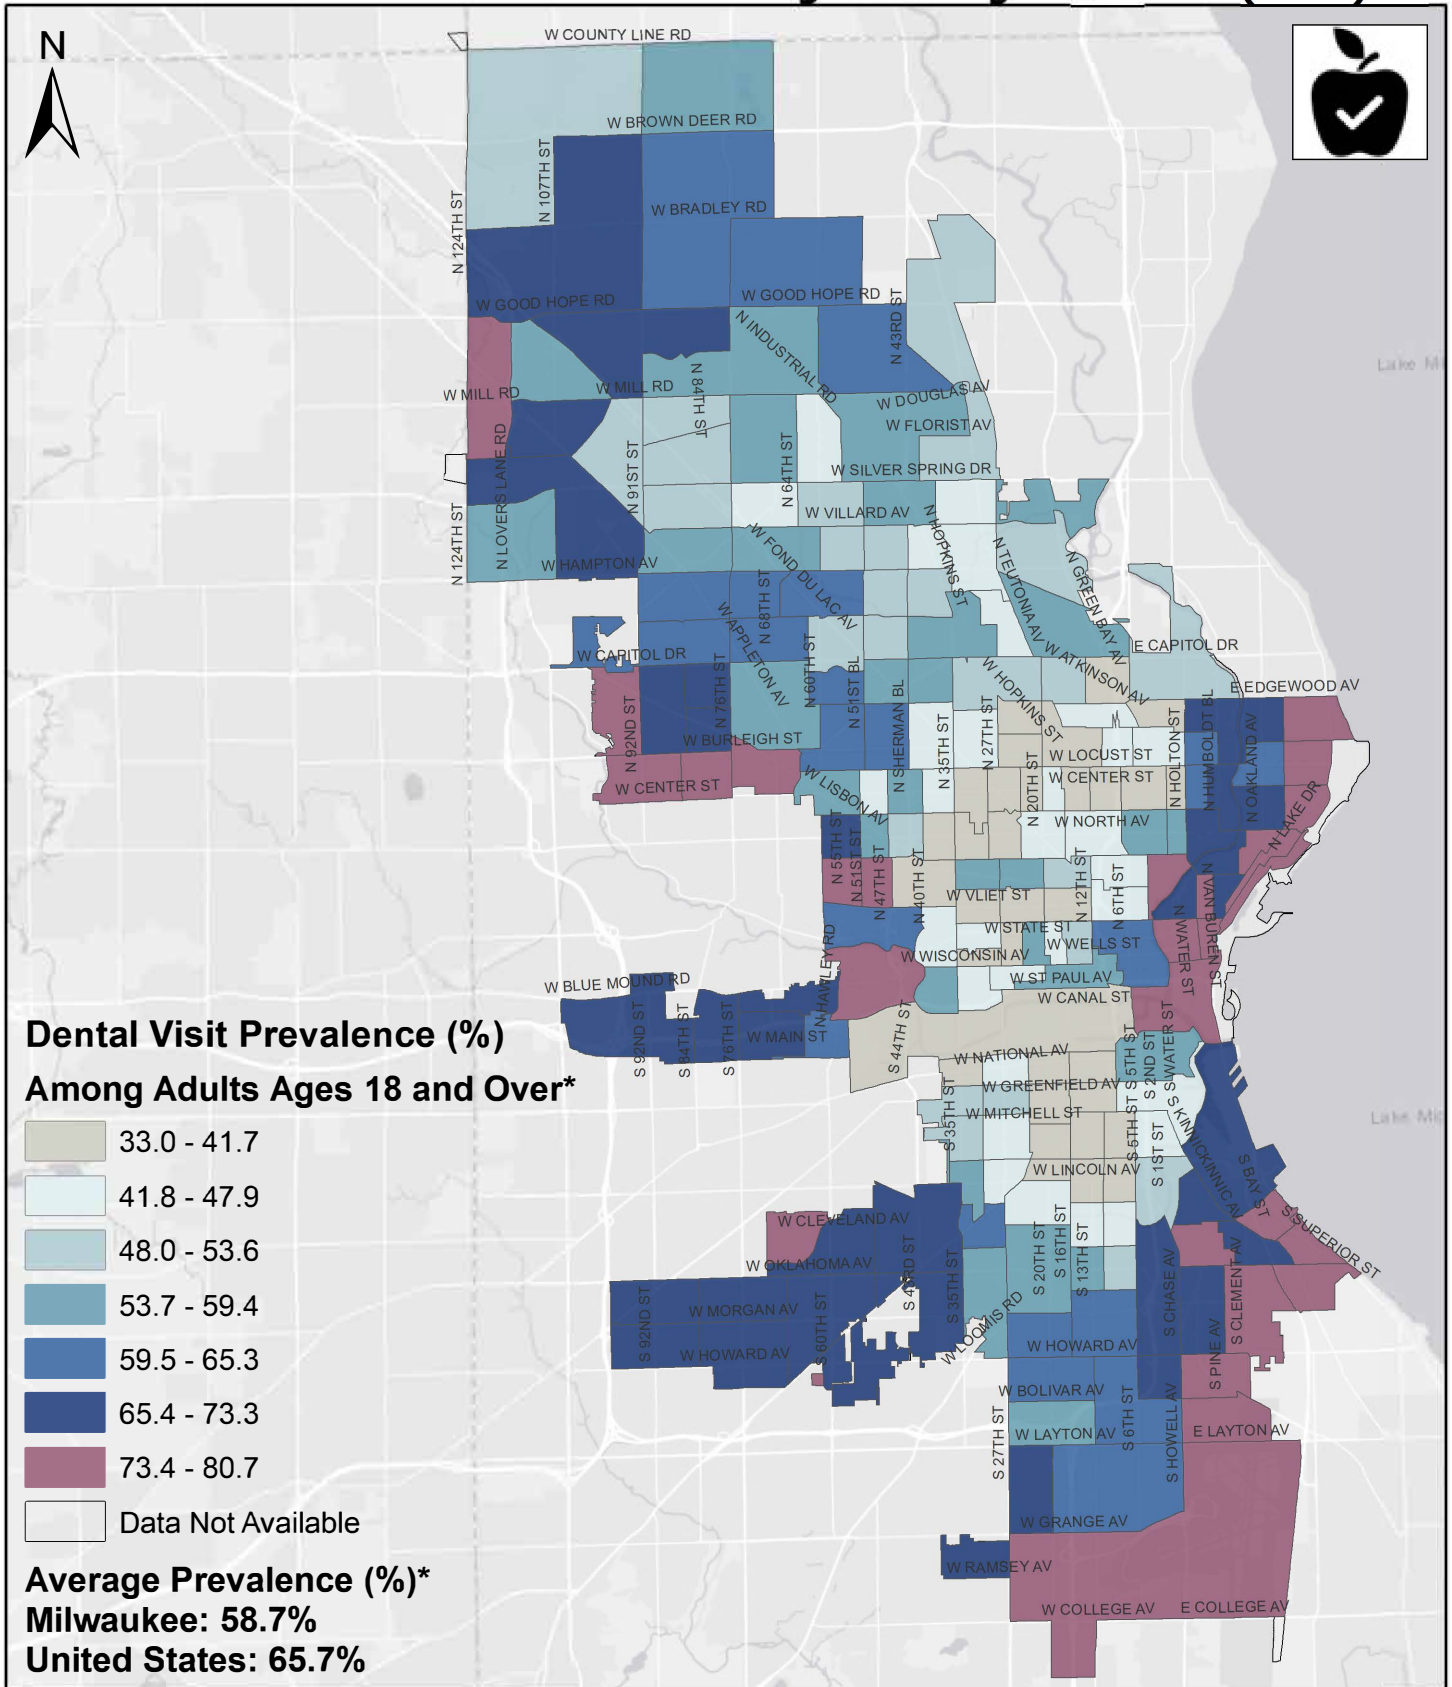 N
W COUNTY LINE RD
W BROWN DEER RD
N 107TH ST
W BRADLEY RD
N 124TH ST
W GOOD HOPE RD
W GOOD HOPE RD
N 43RD ST
N INDUSTRIAL RD
W MILL RD
W MILL RD
N 84TH ST
W DOUGLAS AV
W FLORIST AV
N LOVERS LANE RD
N 91ST ST
N 64TH ST
W SILVER SPRING DR
W VILLARD AV
N HOPKINS ST
N 124TH ST
W HAMPTON AV
W FOND DU LAC AV
N TEUTONIA AV
N GREEN BAY AV
N 68TH ST
W APPLETON AV
W CAPITOL DR
N 60TH ST
N 51ST BL
E CAPITOL DR
W ATKINSON AV
W HOPKINS ST
E EDGEWOOD AV
N 92ND ST
N 76TH ST
N SHERMAN BL
N 35TH ST
N 27TH ST
N HOLTON ST
N HUMBOLDT BL
N OAKLAND AV
W BURLEIGH ST
W LOCUST ST
W CENTER ST
W CENTER ST
N 20TH ST
W LISBON AV
W NORTH AV
N LAKE DR
N 55TH ST
N 51ST ST
N 47TH ST
N 40TH ST
N 12TH ST
N 6TH ST
W VLIET ST
N VAN BUREN ST
N WATER ST
W STATE ST
W WELLS ST
W WISCONSIN AV
N HAWLEY RD
W BLUE MOUND RD
W ST PAUL AV
W CANAL ST
S 92ND ST
S 84TH ST
S 76TH ST
W MAIN ST
S 44TH ST
W NATIONAL AV
S 5TH ST
S 2ND ST
S WATER ST
W GREENFIELD AV
W MITCHELL ST
S 35TH ST
S 5TH ST
S 1ST ST
S KINNICKINNIC AV
W LINCOLN AV
S BAY ST
S SUPERIOR ST
W CLEVELAND AV
W OKLAHOMA AV
S 43RD ST
S 35TH ST
S 20TH ST
S 16TH ST
S 13TH ST
S CHASE AV
S CLEMENT AV
S 92ND ST
W MORGAN AV
W HOWARD AV
S 60TH ST
W LOOMIS RD
W HOWARD AV
S PINE AV
W BOLIVAR AV
S 27TH ST
W LAYTON AV
S 6TH ST
S HOWELL AV
E LAYTON AV
W GRANGE AV
W RAMSEY AV
W COLLEGE AV
E COLLEGE AV
Dental Visit Prevalence (%)
Among Adults Ages 18 and Over*
33.0 - 41.7
41.8 - 47.9
48.0 - 53.6
53.7 - 59.4
59.5 - 65.3
65.4 - 73.3
73.4 - 80.7
Data Not Available
Average Prevalence (%)*
Milwaukee: 58.7%
United States: 65.7%